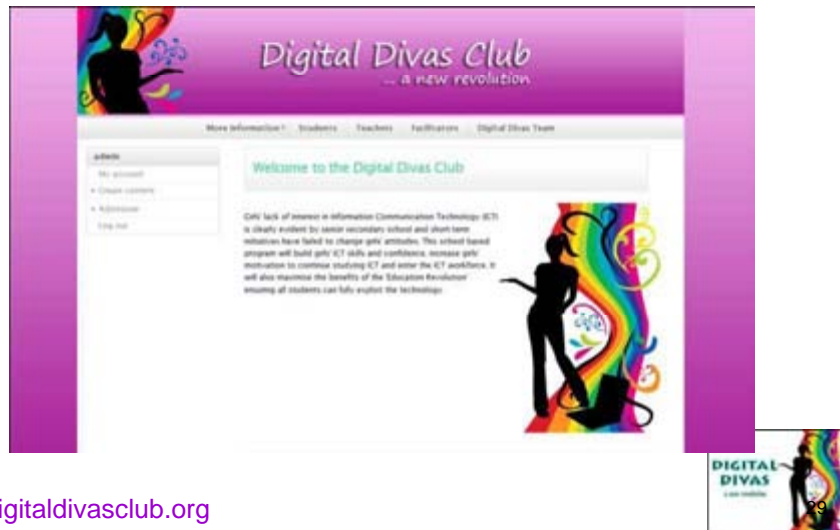 Digital Divas Club
... a new revolution
More Information? Students Teachers Facilitators Digital Divas Team
admin
My account
Create content
Administer
Log out
Welcome to the Digital Divas Club
Girls' lack of interest in Information Communication Technology (ICT)
is clearly evident by senior secondary school and short term
initiatives have failed to change girls' attitudes. This school based
program will build girls' ICT skills and confidence, increase girls'
motivation to continue studying ICT and enter the ICT workforce. It
will also maximise the benefits of the 'Education Revolution'
ensuring all students can fully exploit the technology.
igitaldivasclub.org
DIGITAL
DIVAS
a new revolution
29